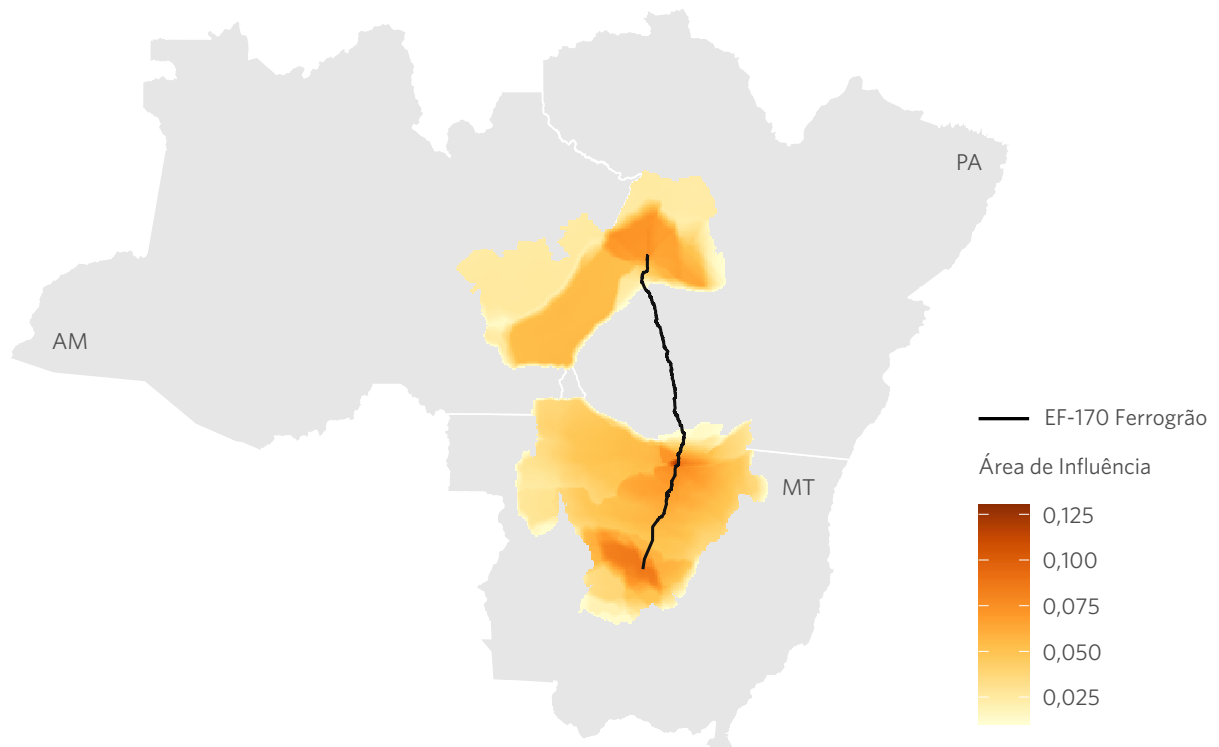 PA
AM
MT
EF-170 Ferrogrão
Área de Influência
0,125
0,100
0,075
0,050
0,025